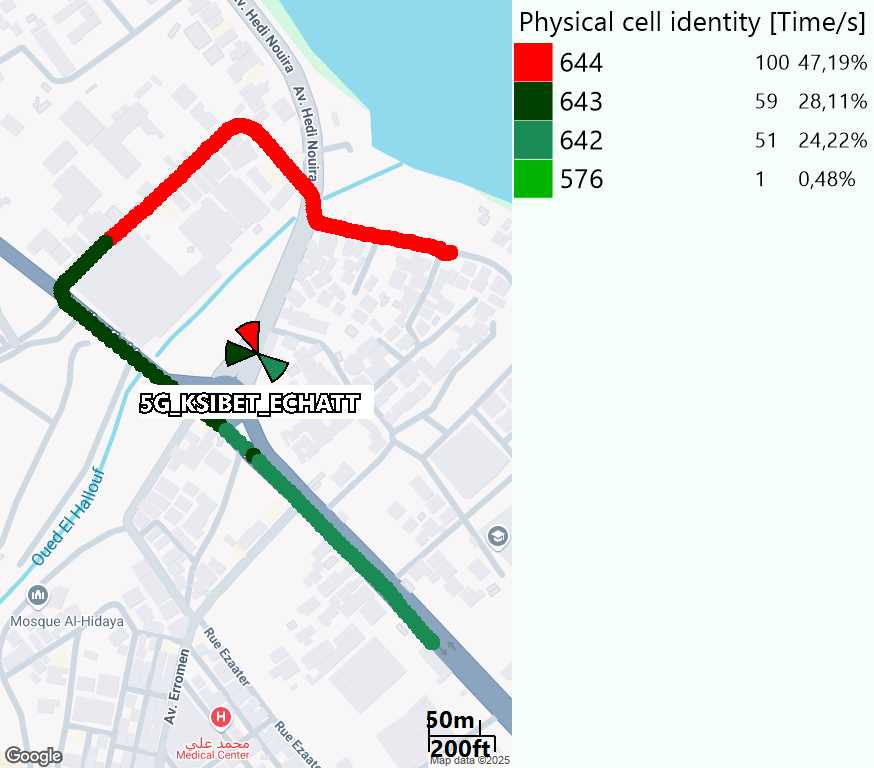 Physical cell identity [Time/s]
644 100 47,19%
643 59 28,11%
642 51 24,22%
576 1 0,48%
Av. Hedi Nouira
Av. Hedi Nouira
5G_KSIBET_ECHATT
Oued El Hallouf
Mosque Al-Hidaya
Rue Ezaater
Av. Erromen
H
محمد علي
Medical Center
Rue Ezaater
50m
200ft
Google
Map data ©2025